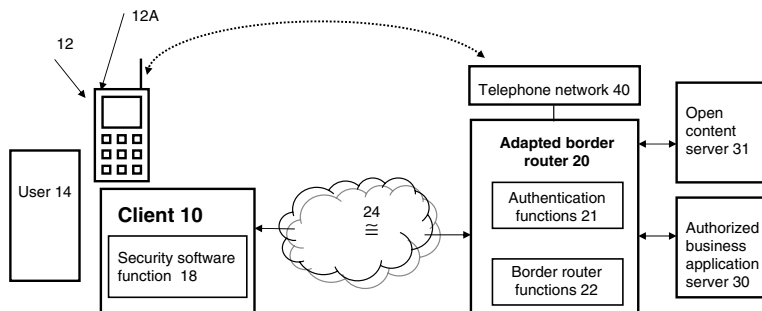 12A
12
Telephone network 40
Open
content
server 31
Adapted border
router 20
User 14
Authentication
functions 21
Client 10
24
≅
Security software
function 18
Authorized
business
application
server 30
Border router
functions 22